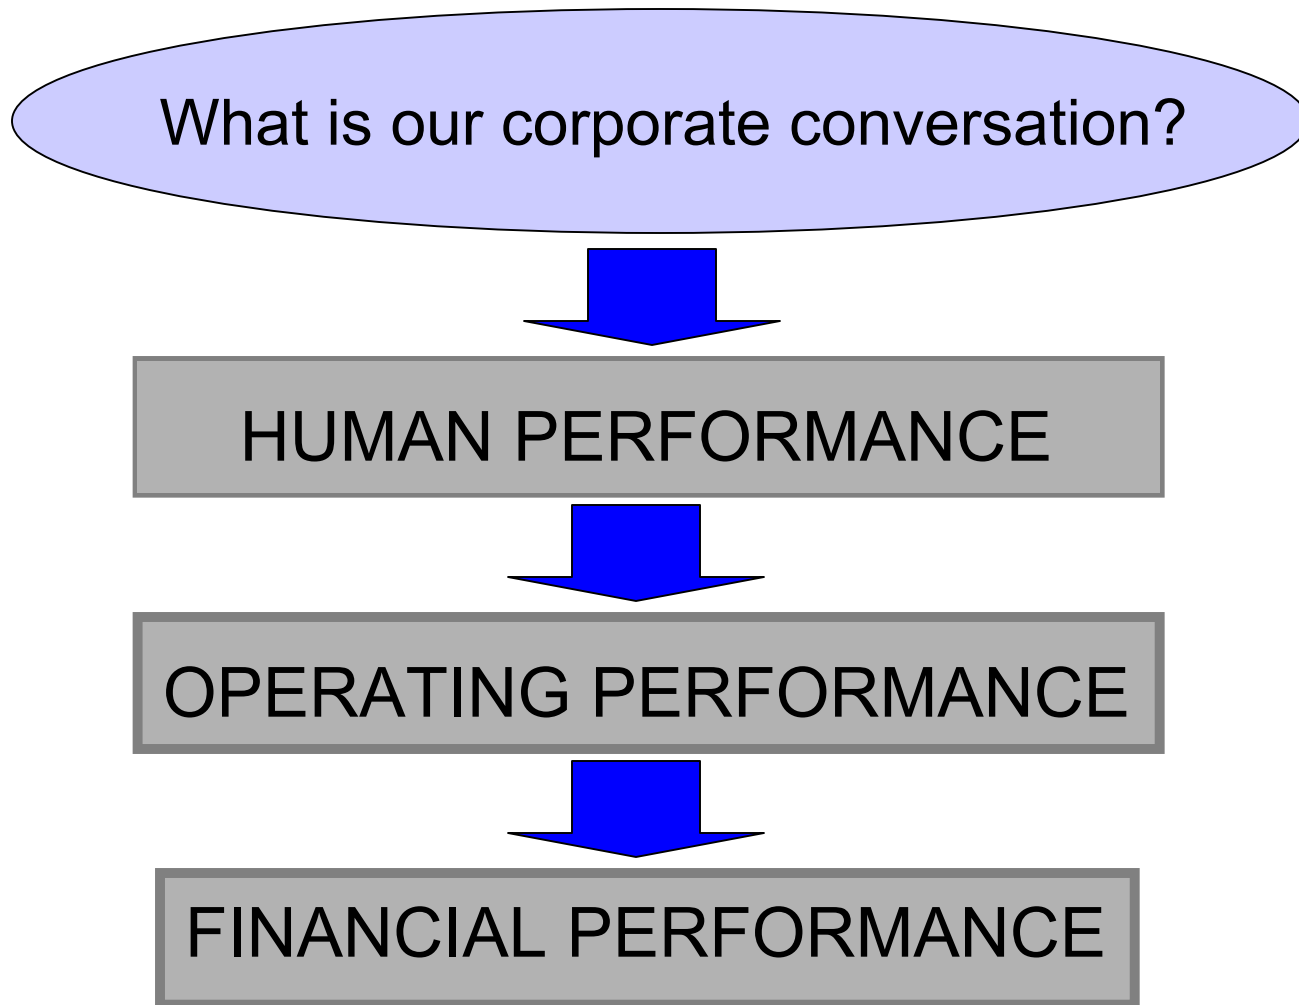 What is our corporate conversation?
HUMAN PERFORMANCE
OPERATING PERFORMANCE
FINANCIAL PERFORMANCE